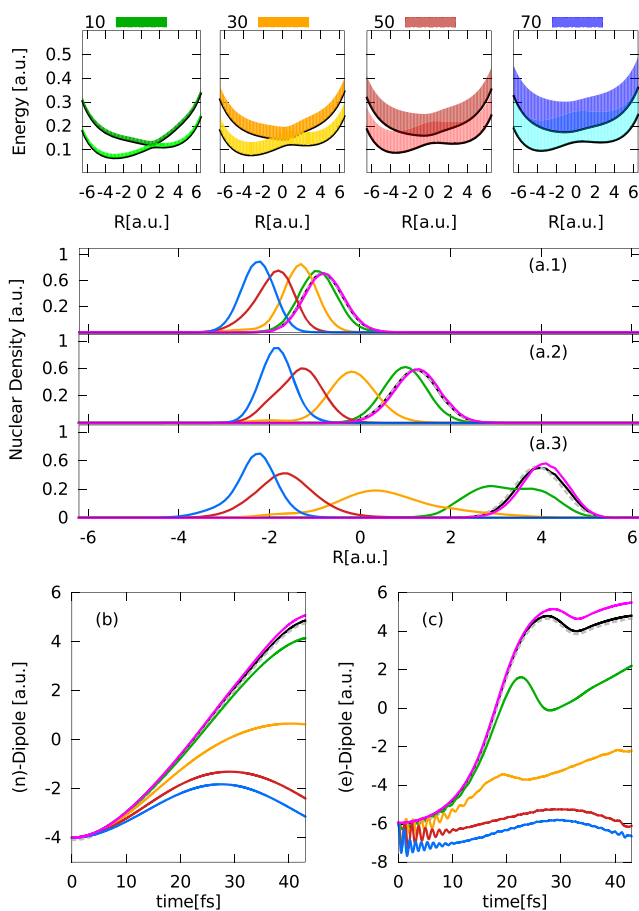 10 30 50 70
Energy [a.u.]
0.5
0.4
0.3
0.2
0.1
-6 -4 -2 0 2 4 6 -6 -4 -2 0 2 4 6 -6 -4 -2 0 2 4 6 -6 -4 -2 0 2 4 6
R[a.u.] R[a.u.] R[a.u.] R[a.u.]
Nuclear Density [a.u.]
1
0.6
0.2
(a.1)
1
0.6
0.2
(a.2)
1
0.6
0.2
0
(a.3)
-6 -4 -2 0 2 4 6
R[a.u.]
(n)-Dipole [a.u.]
6
4
2
0
-2
-4
(b)
0 10 20 30 40
time[fs]
(e)-Dipole [a.u.]
6
4
2
0
-2
-4
-6
-8
(c)
0 10 20 30 40
time[fs]